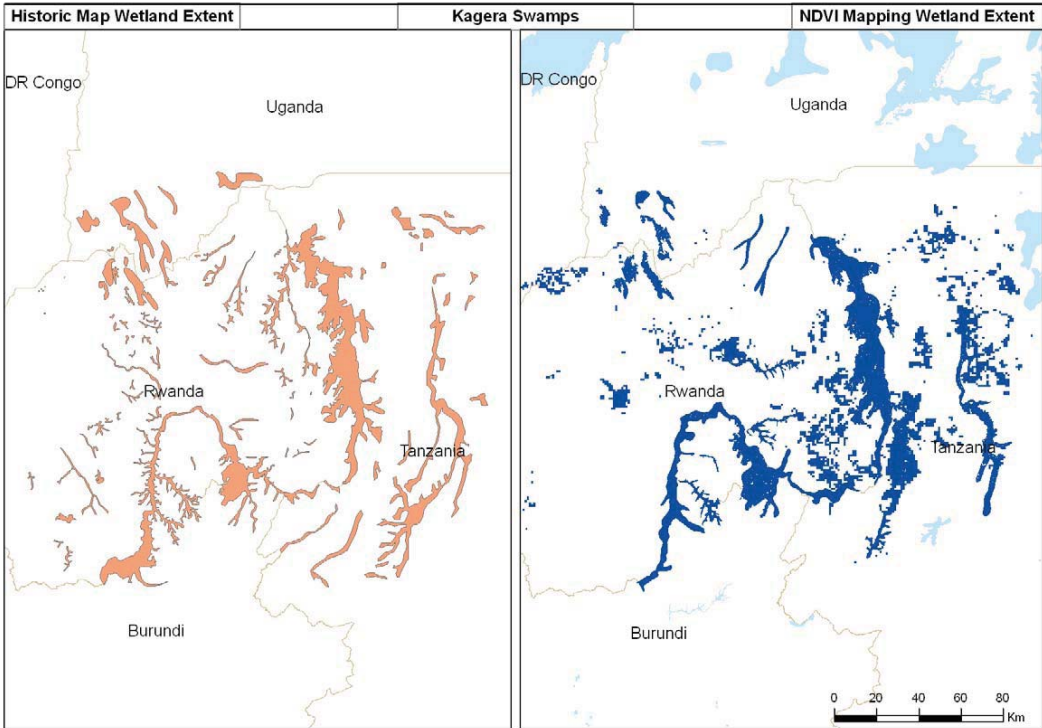 Historic Map Wetland Extent
Kagera Swamps
NDVI Mapping Wetland Extent
DR Congo
Uganda
Rwanda
Tanzania
Burundi
DR Congo
Uganda
Rwanda
Tanzania
Burundi
0 20 40 60 80
Km